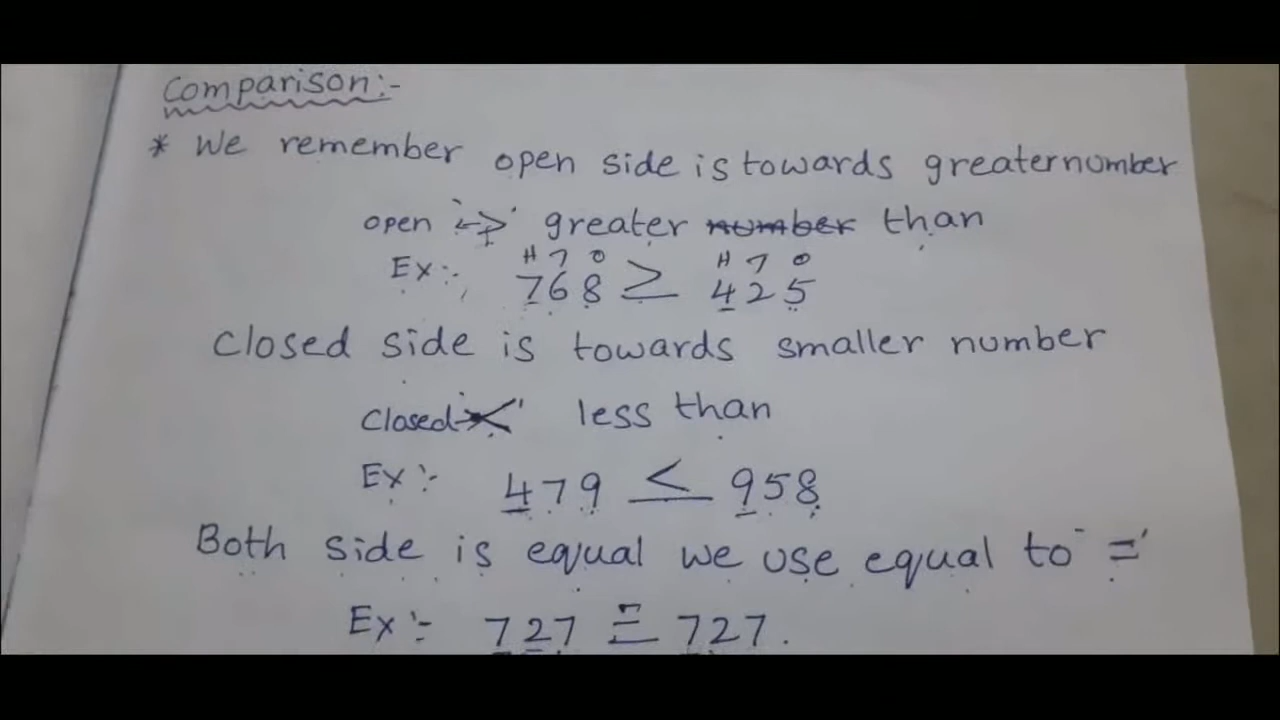 Comparison:-
* We remember open side is towards greater number
open '>' greater number than
H T O H T O
Ex:- 768 > 425
Closed side is towards smaller number
Closed '<' less than
Ex:- 479 < 958
Both side is equal we use equal to '='
Ex:- 727 = 727.